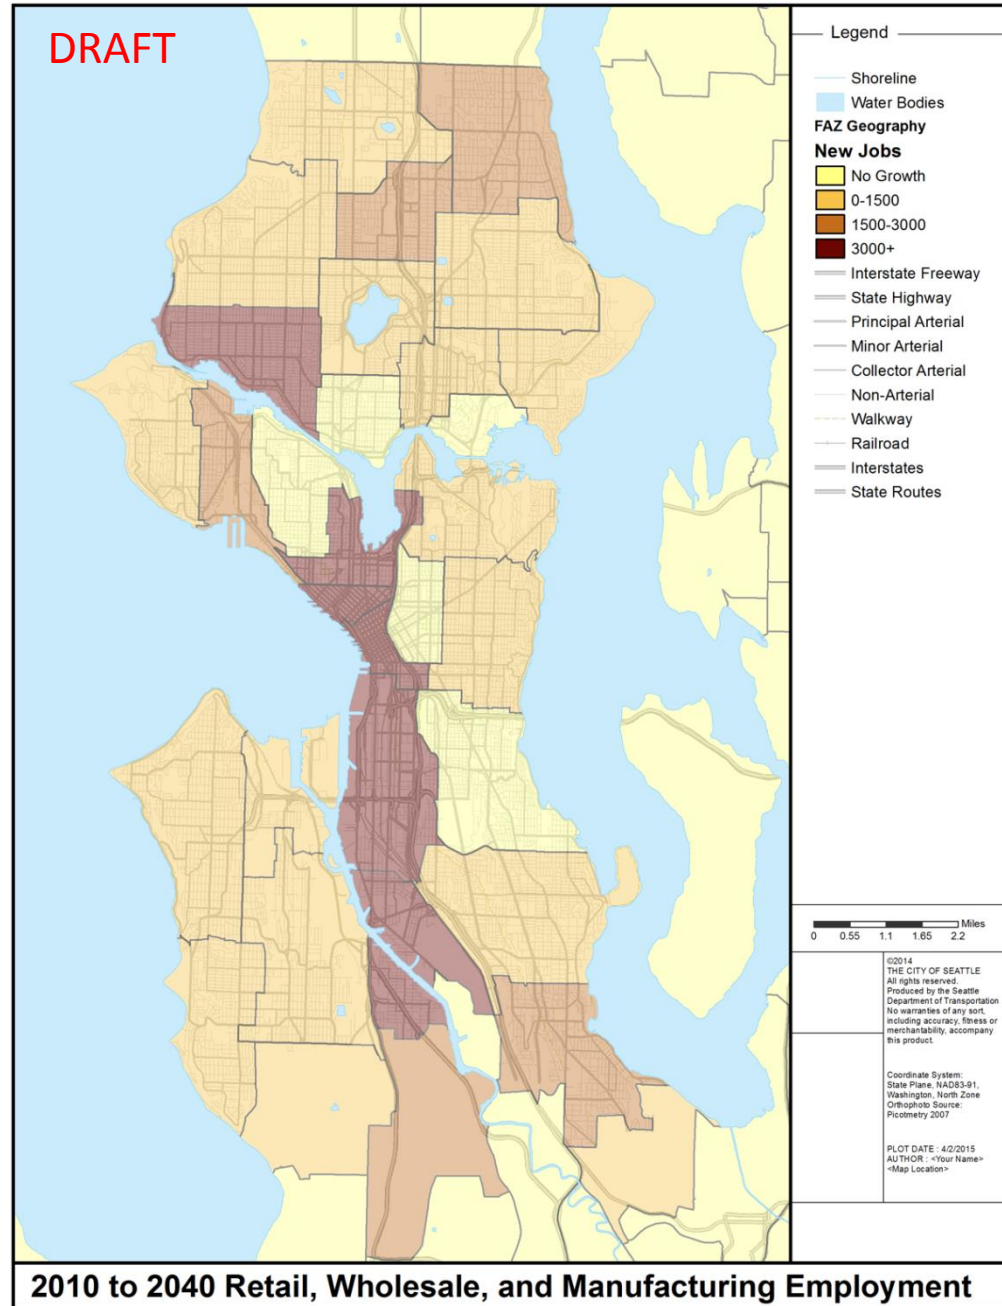 DRAFT
Legend
Shoreline
Water Bodies
FAZ Geography
New Jobs
No Growth
0-1500
1500-3000
3000+
Interstate Freeway
State Highway
Principal Arterial
Minor Arterial
Collector Arterial
Non-Arterial
Walkway
Railroad
Interstates
State Routes
Miles
0 0.55 1.1 1.65 2.2
©2014
THE CITY OF SEATTLE
All rights reserved.
Produced by the Seattle
Department of Transportation
No warranties of any sort,
including accuracy, fitness or
merchantability, accompany
this product.
Coordinate System:
State Plane, NAD83-91,
Washington, North Zone
Orthophoto Source:
Picotmetry 2007
PLOT DATE : 4/2/2015
AUTHOR : <Your Name>
<Map Location>
2010 to 2040 Retail, Wholesale, and Manufacturing Employment